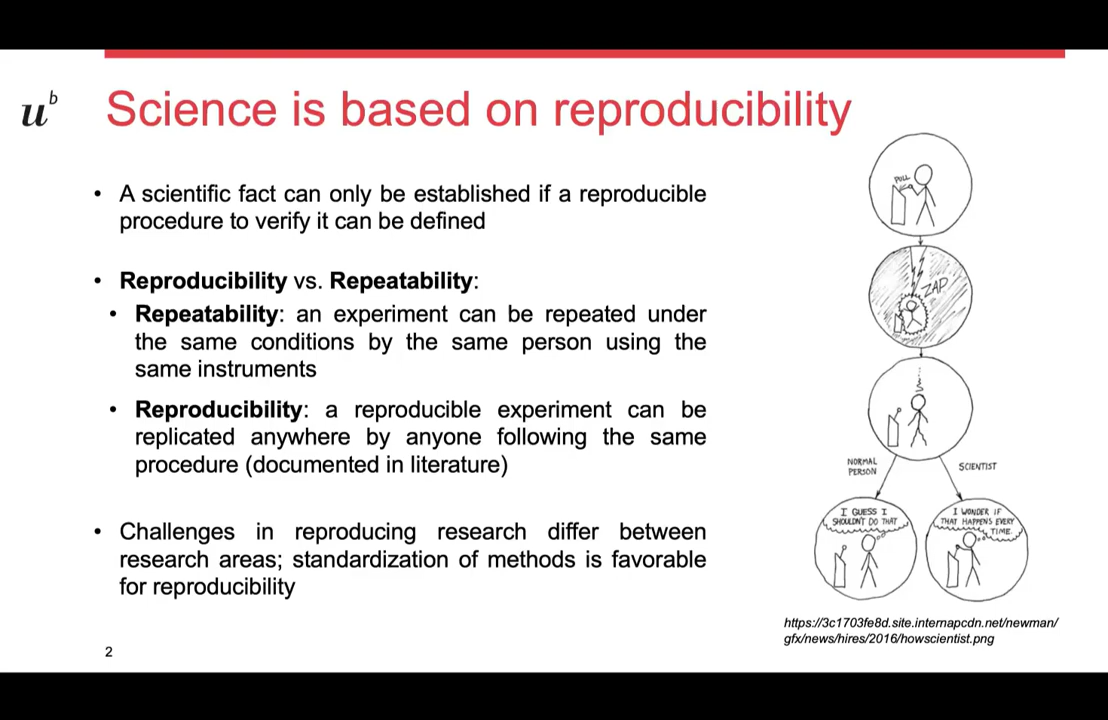 u^b
Science is based on reproducibility
• A scientific fact can only be established if a reproducible
procedure to verify it can be defined
• Reproducibility vs. Repeatability:
• Repeatability: an experiment can be repeated under
the same conditions by the same person using the
same instruments
• Reproducibility: a reproducible experiment can be
replicated anywhere by anyone following the same
procedure (documented in literature)
• Challenges in reproducing research differ between
research areas; standardization of methods is favorable
for reproducibility
2
PULL
ZAP
NORMAL
PERSON
SCIENTIST
I GUESS I
SHOULDN'T DO THAT
I WONDER IF
THAT HAPPENS EVERY
TIME.
https://3c1703fe8d.site.internapcdn.net/newman/
gfx/news/hires/2016/howscientist.png